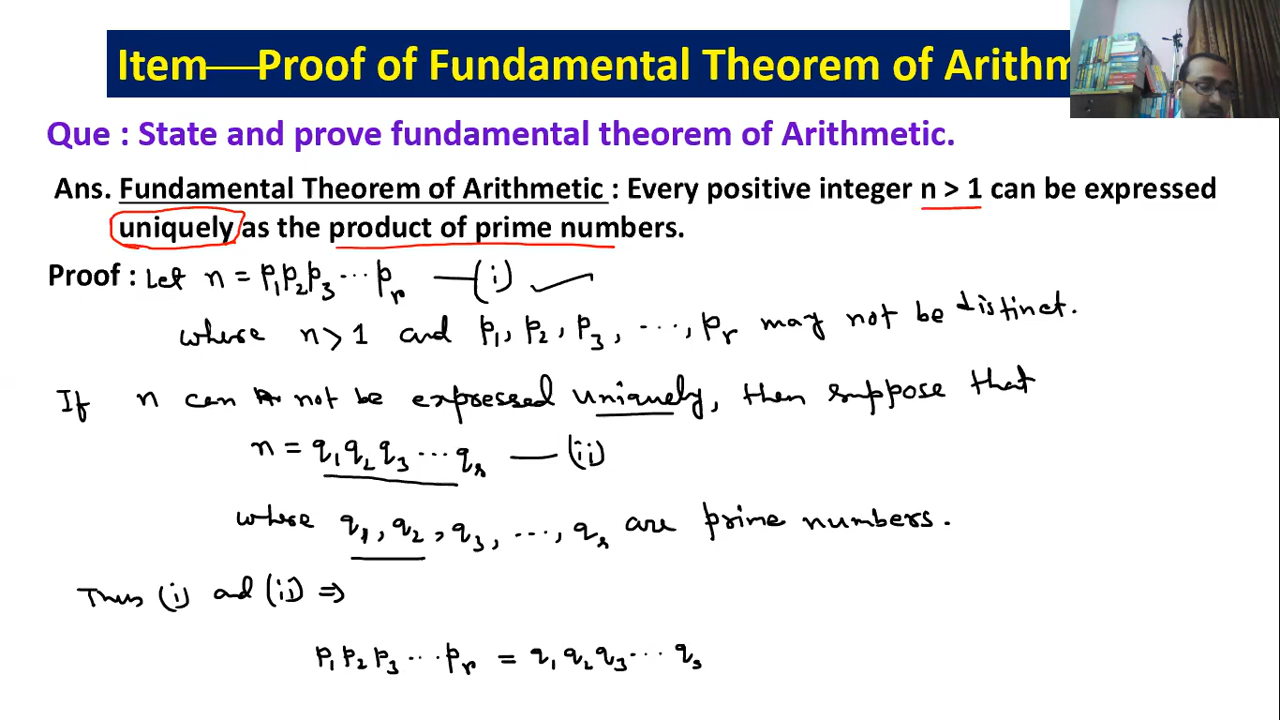 Item—Proof of Fundamental Theorem of Arithm
Que : State and prove fundamental theorem of Arithmetic.
Ans. Fundamental Theorem of Arithmetic : Every positive integer n > 1 can be expressed
uniquely as the product of prime numbers.
Proof : Let n = p₁p₂p₃ ... pᵣ —(i)
where n > 1 and p₁, p₂, p₃, ..., pᵣ may not be distinct.
If n can not be expressed uniquely, then suppose that
n = q₁q₂q₃ ... qₛ —(ii)
where q₁, q₂, q₃, ..., qₛ are prime numbers.
Thus (i) and (ii) ⇒
p₁p₂p₃ ... pᵣ = q₁q₂q₃ ... qₛ